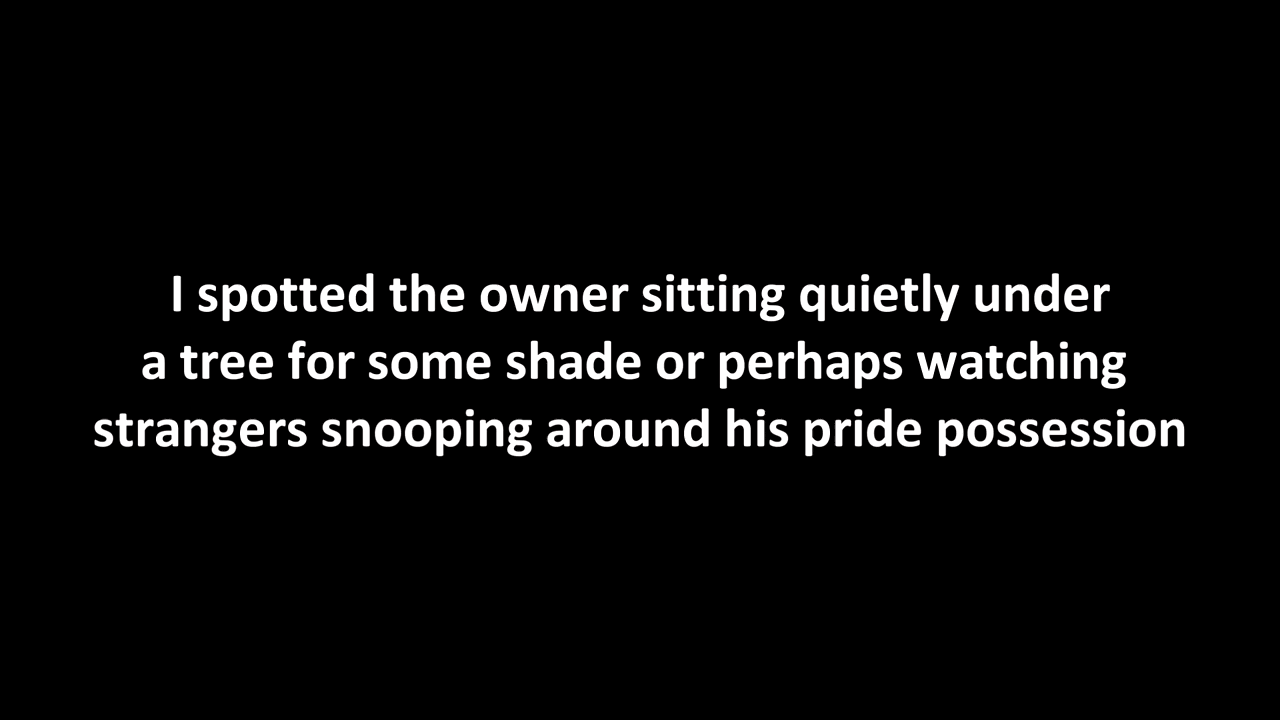 I spotted the owner sitting quietly under
a tree for some shade or perhaps watching
strangers snooping around his pride possession